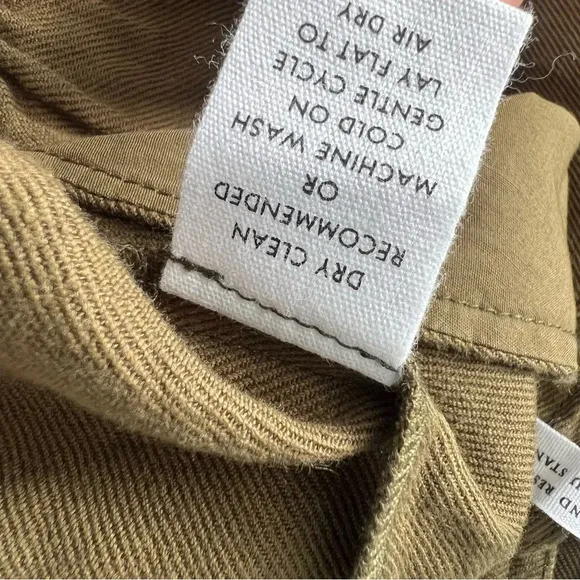 DRY CLEAN
RECOMMENDED
OR
MACHINE WASH
COLD ON
GENTLE CYCLE
LAY FLAT TO
AIR DRY